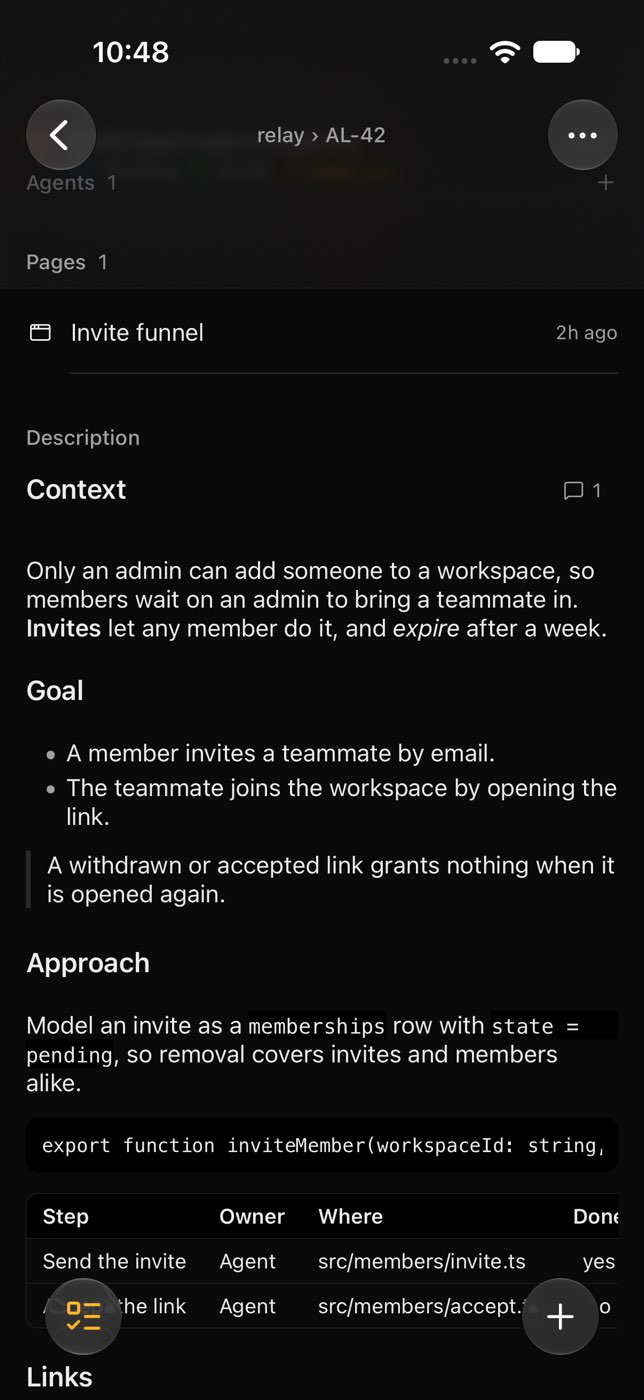 10:48
relay › AL-42
Agents 1
Pages 1
Invite funnel 2h ago
Description
Context 1
Only an admin can add someone to a workspace, so
members wait on an admin to bring a teammate in.
Invites let any member do it, and expire after a week.
Goal
A member invites a teammate by email.
The teammate joins the workspace by opening the
link.
A withdrawn or accepted link grants nothing when it
is opened again.
Approach
Model an invite as a memberships row with state =
pending, so removal covers invites and members
alike.
export function inviteMember(workspaceId: string,
Step Owner Where Done
Send the invite Agent src/members/invite.ts yes
the link Agent src/members/accept.
Links